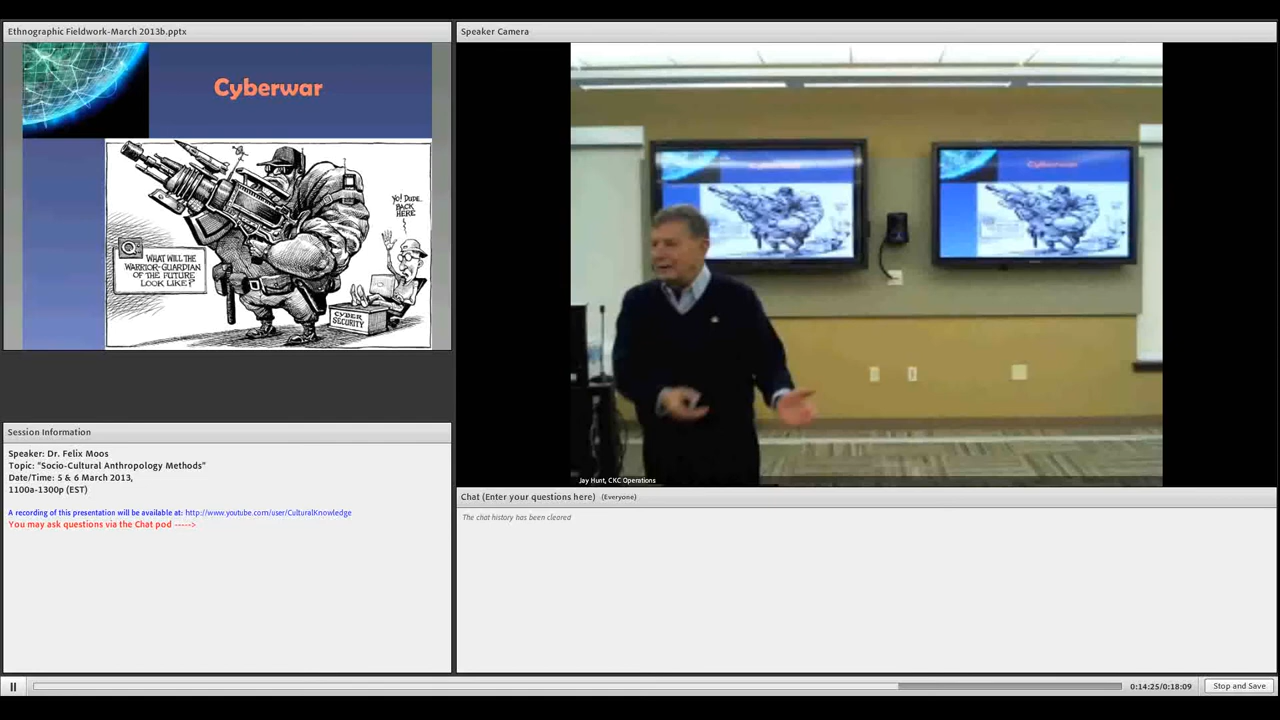 Ethnographic Fieldwork-March 2013b.pptx
Cyberwar
YO! DUDE.
BACK
HERE
Q
WHAT WILL THE
WARRIOR-GUARDIAN
OF THE FUTURE
LOOK LIKE?
CYBER
SECURITY
Session Information
Speaker: Dr. Felix Moos
Topic: "Socio-Cultural Anthropology Methods"
Date/Time: 5 & 6 March 2013,
1100a-1300p (EST)
A recording of this presentation will be available at: http://www.youtube.com/user/CulturalKnowledge
You may ask questions via the Chat pod ----->
Speaker Camera
Cyberwar
Jay Hunt, CKC Operations
Chat (Enter your questions here) (Everyone)
The chat history has been cleared
0:14:25/0:18:09
Stop and Save